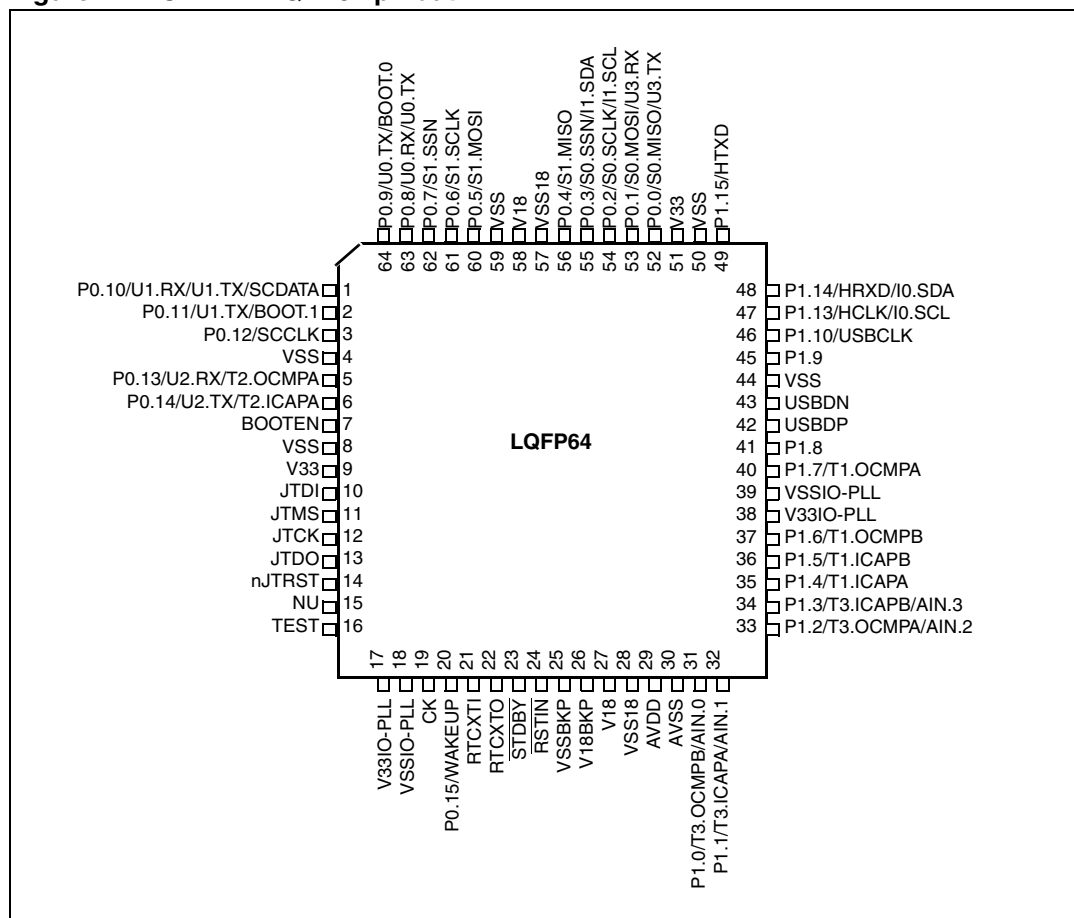 P0.9/U0.TX/BOOT.0
P0.8/U0.RX/U0.TX
P0.7/S1.SSN
P0.6/S1.SCLK
P0.5/S1.MOSI
VSS
V18
VSS18
P0.4/S1.MISO
P0.3/S0.SSN/I1.SDA
P0.2/S0.SCLK/I1.SCL
P0.1/S0.MOSI/U3.RX
P0.0/S0.MISO/U3.TX
V33
VSS
P1.15/HTXD
64
63
62
61
60
59
58
57
56
55
54
53
52
51
50
49
P0.10/U1.RX/U1.TX/SCDATA 1
P0.11/U1.TX/BOOT.1 2
P0.12/SCCLK 3
VSS 4
P0.13/U2.RX/T2.OCMPA 5
P0.14/U2.TX/T2.ICAPA 6
BOOTEN 7
VSS 8
V33 9
JTDI 10
JTMS 11
JTCK 12
JTDO 13
nJTRST 14
NU 15
TEST 16
LQFP64
48 P1.14/HRXD/I0.SDA
47 P1.13/HCLK/I0.SCL
46 P1.10/USBCLK
45 P1.9
44 VSS
43 USBDN
42 USBDP
41 P1.8
40 P1.7/T1.OCMPA
39 VSSIO-PLL
38 V33IO-PLL
37 P1.6/T1.OCMPB
36 P1.5/T1.ICAPB
35 P1.4/T1.ICAPA
34 P1.3/T3.ICAPB/AIN.3
33 P1.2/T3.OCMPA/AIN.2
17
18
19
20
21
22
23
24
25
26
27
28
29
30
31
32
V33IO-PLL
VSSIO-PLL
CK
P0.15/WAKEUP
RTCXTI
RTCXTO
STDBY
RSTIN
VSSBKP
V18BKP
V18
VSS18
AVDD
AVSS
P1.0/T3.OCMPB/AIN.0
P1.1/T3.ICAPA/AIN.1